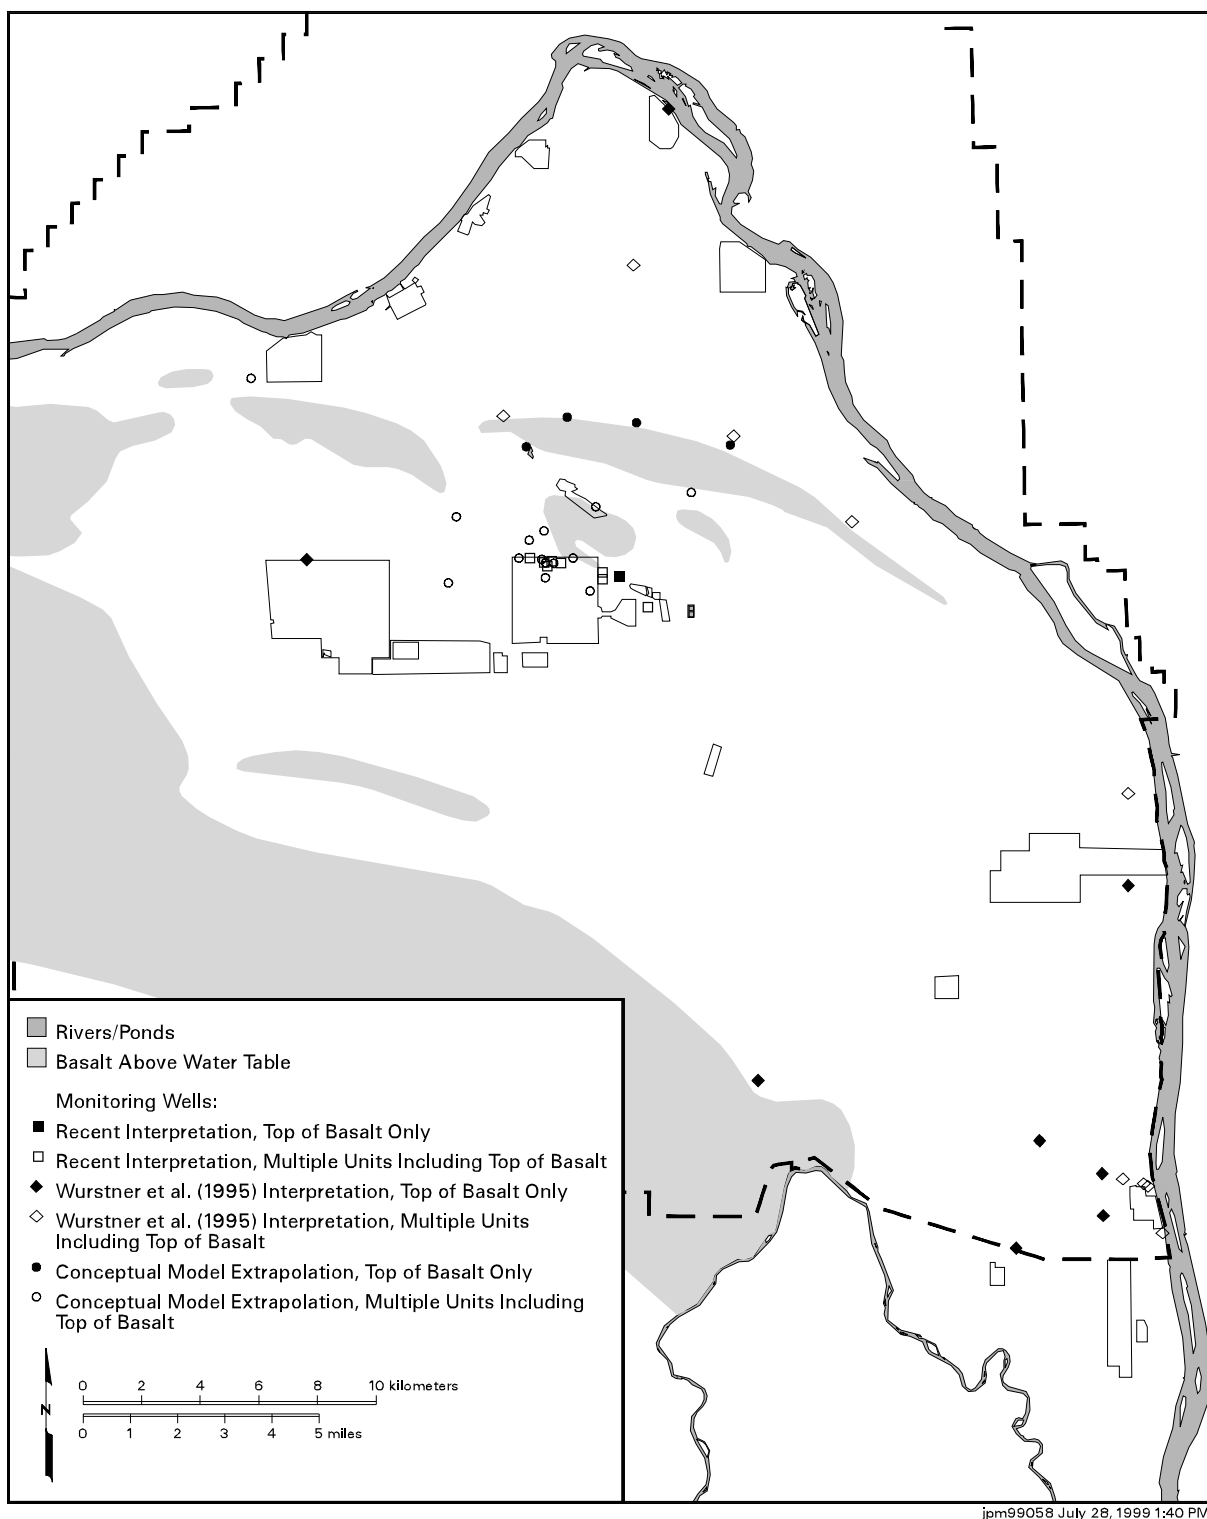 Rivers/Ponds
Basalt Above Water Table
Monitoring Wells:
Recent Interpretation, Top of Basalt Only
Recent Interpretation, Multiple Units Including Top of Basalt
Wurstner et al. (1995) Interpretation, Top of Basalt Only
Wurstner et al. (1995) Interpretation, Multiple Units
Including Top of Basalt
Conceptual Model Extrapolation, Top of Basalt Only
Conceptual Model Extrapolation, Multiple Units Including
Top of Basalt
0 2 4 6 8 10 kilometers
N
0 1 2 3 4 5 miles
jpm99058 July 28, 1999 1:40 PM